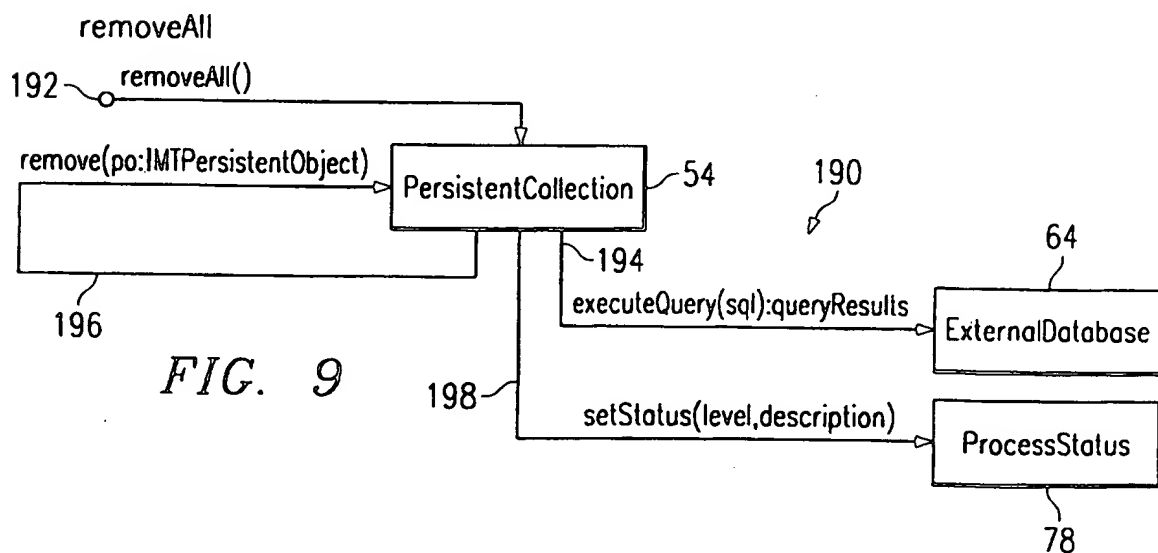 removeAll
192
removeAll()
remove(po:IMTPersistentObject)
PersistentCollection
54
190
194
64
196
executeQuery(sql):queryResults
ExternalDatabase
FIG. 9
198
setStatus(level,description)
ProcessStatus
78